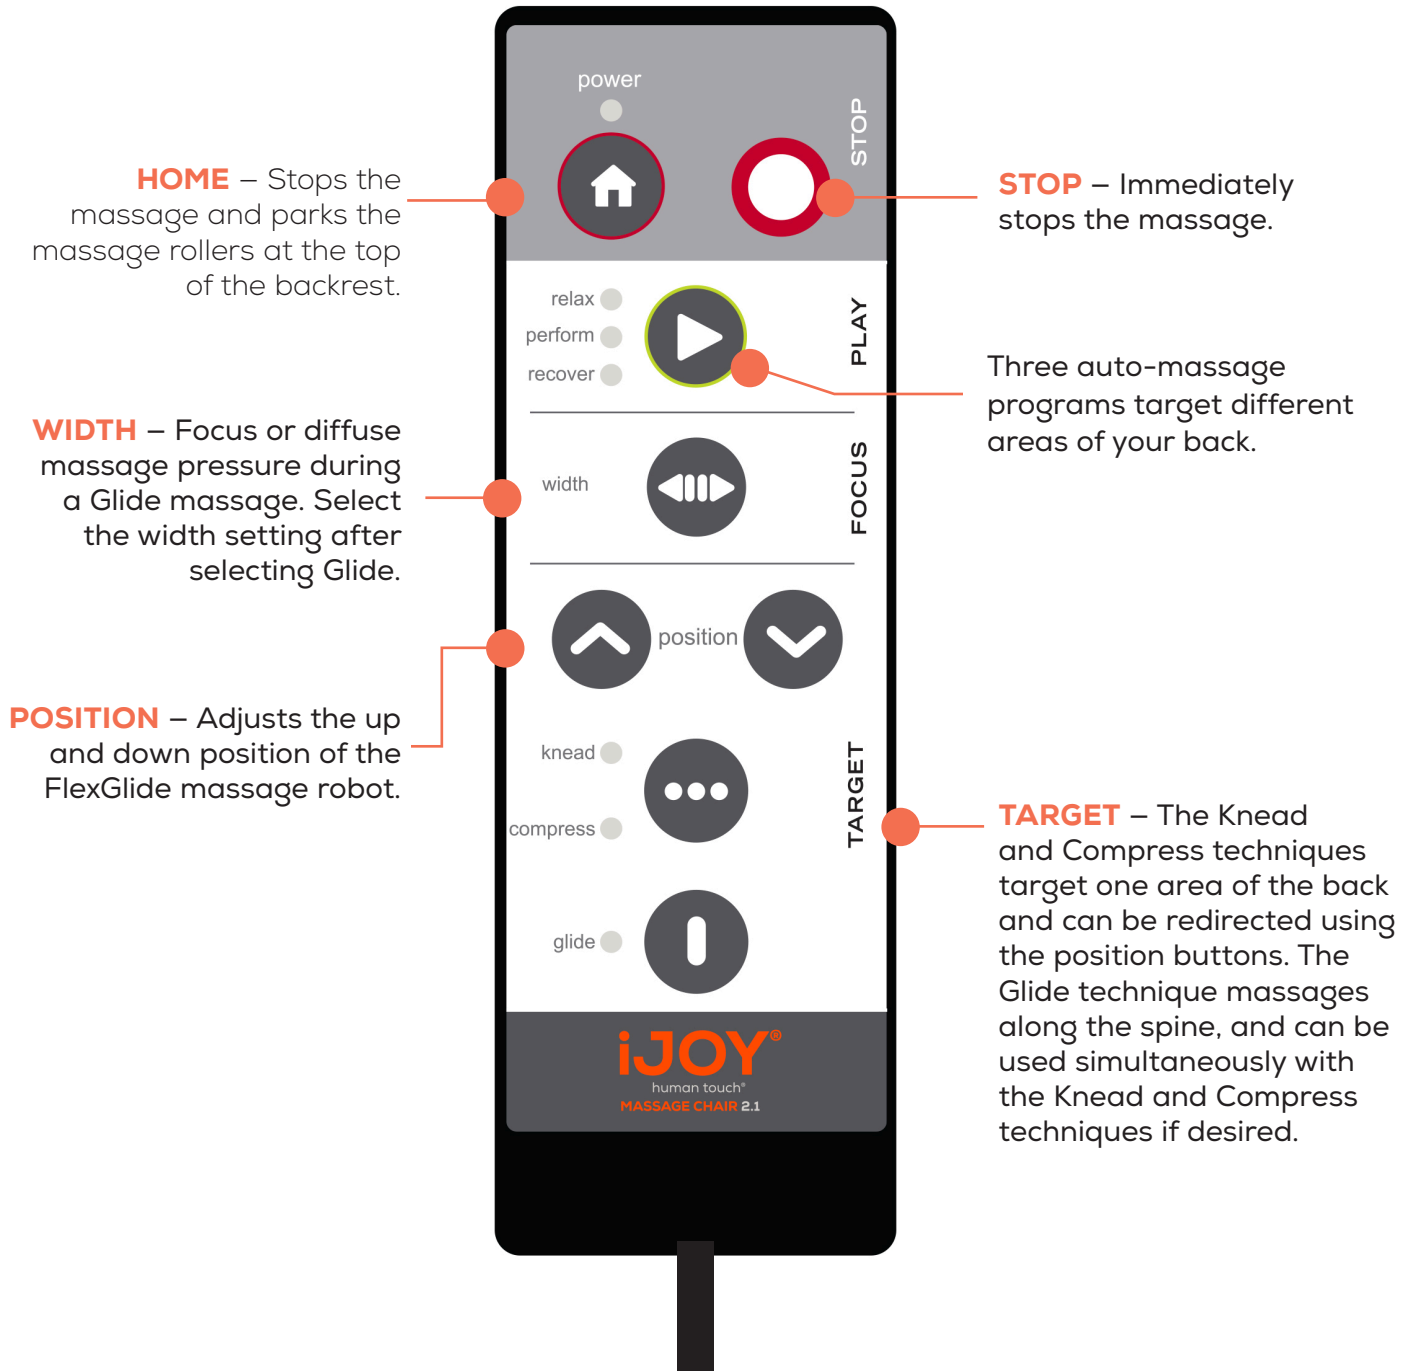 power
STOP
HOME – Stops the
massage and parks the
massage rollers at the top
of the backrest.
STOP – Immediately
stops the massage.
relax
perform
recover
PLAY
Three auto-massage
programs target different
areas of your back.
WIDTH – Focus or diffuse
massage pressure during
a Glide massage. Select
the width setting after
selecting Glide.
width
FOCUS
position
POSITION – Adjusts the up
and down position of the
FlexGlide massage robot.
knead
compress
glide
TARGET
TARGET – The Knead
and Compress techniques
target one area of the back
and can be redirected using
the position buttons. The
Glide technique massages
along the spine, and can be
used simultaneously with
the Knead and Compress
techniques if desired.
iJOY®
human touch®
MASSAGE CHAIR 2.1